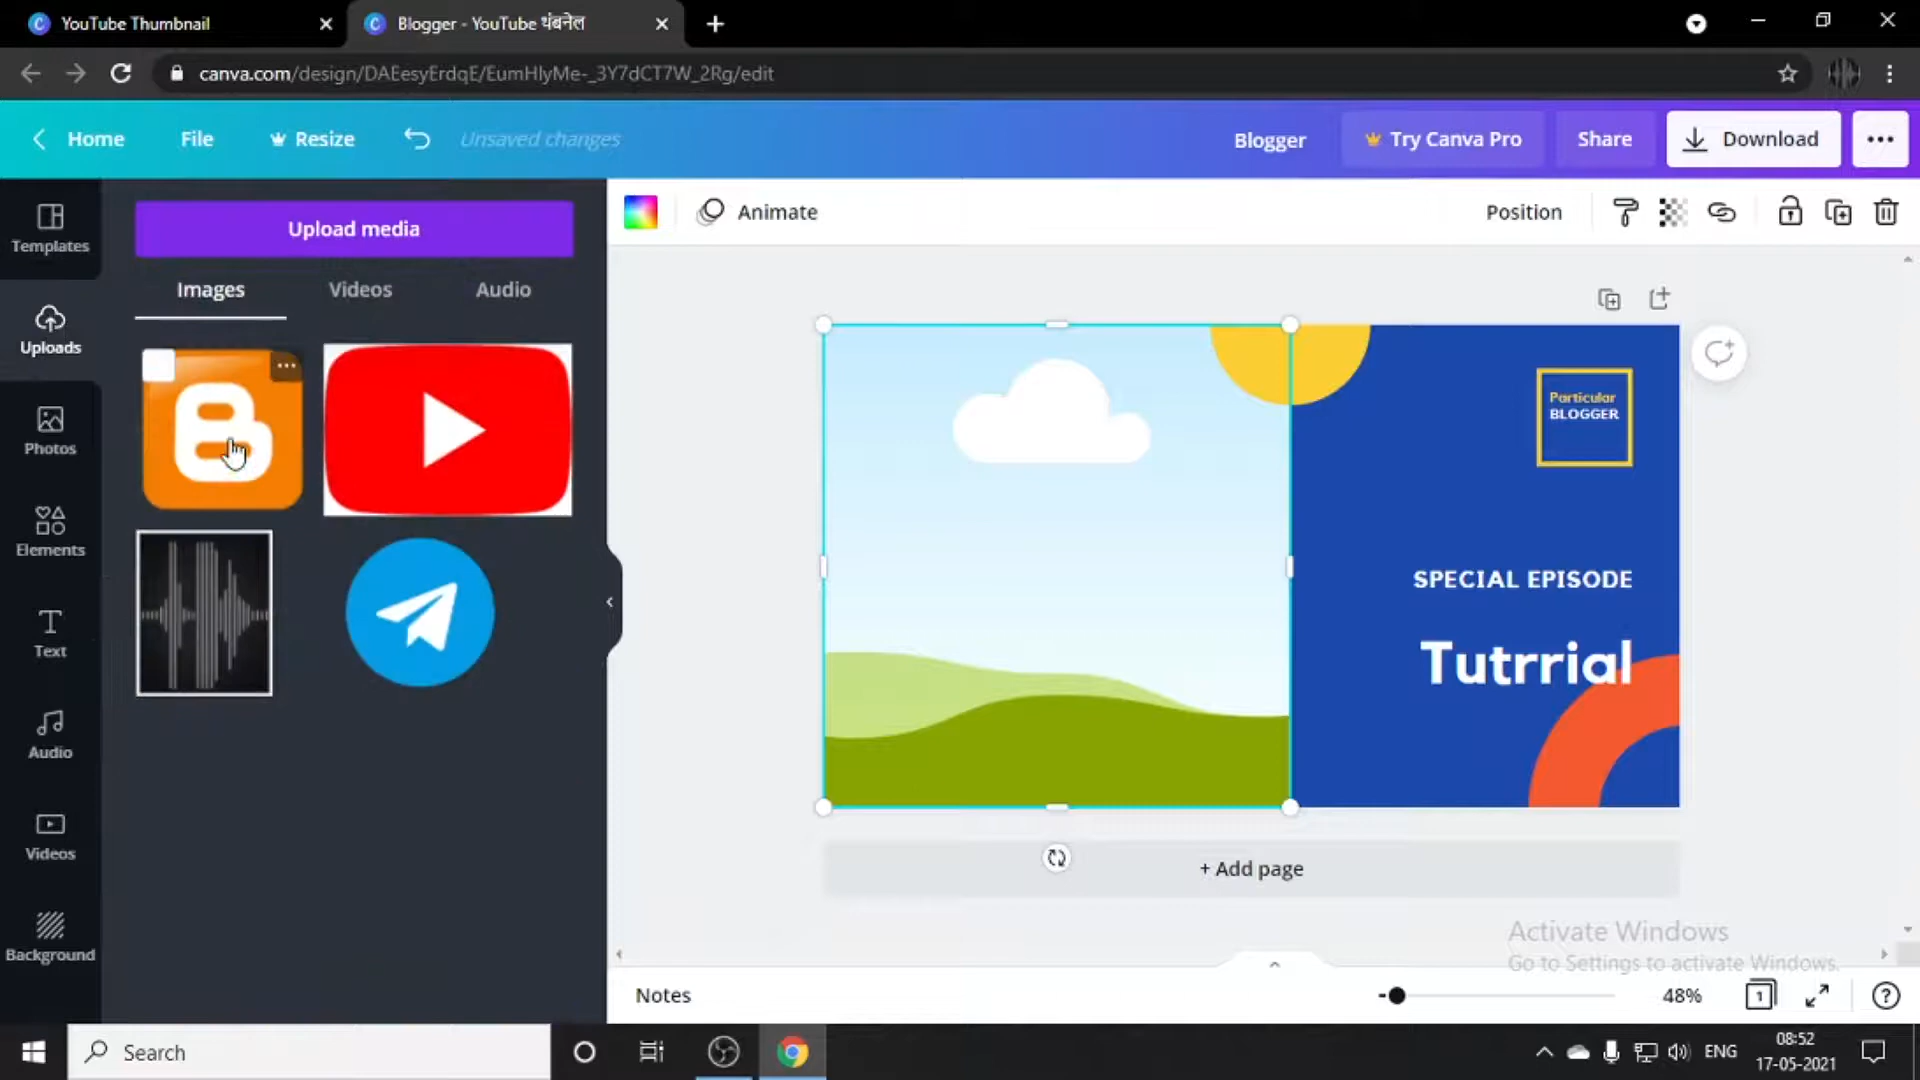 YouTube Thumbnail
Blogger - YouTube थंबनेल
canva.com/design/DAEesyErdqE/EumHlyMe-_3Y7dCT7W_2Rg/edit
Home
File
Resize
Unsaved changes
Blogger
Try Canva Pro
Share
Download
Templates
Uploads
Photos
Elements
Text
Audio
Videos
Background
Upload media
Images
Videos
Audio
Animate
Position
Particular
BLOGGER
SPECIAL EPISODE
Tutrrial
+ Add page
Activate Windows
Go to Settings to activate Windows.
Notes
48%
1
Search
ENG
08:52
17-05-2021